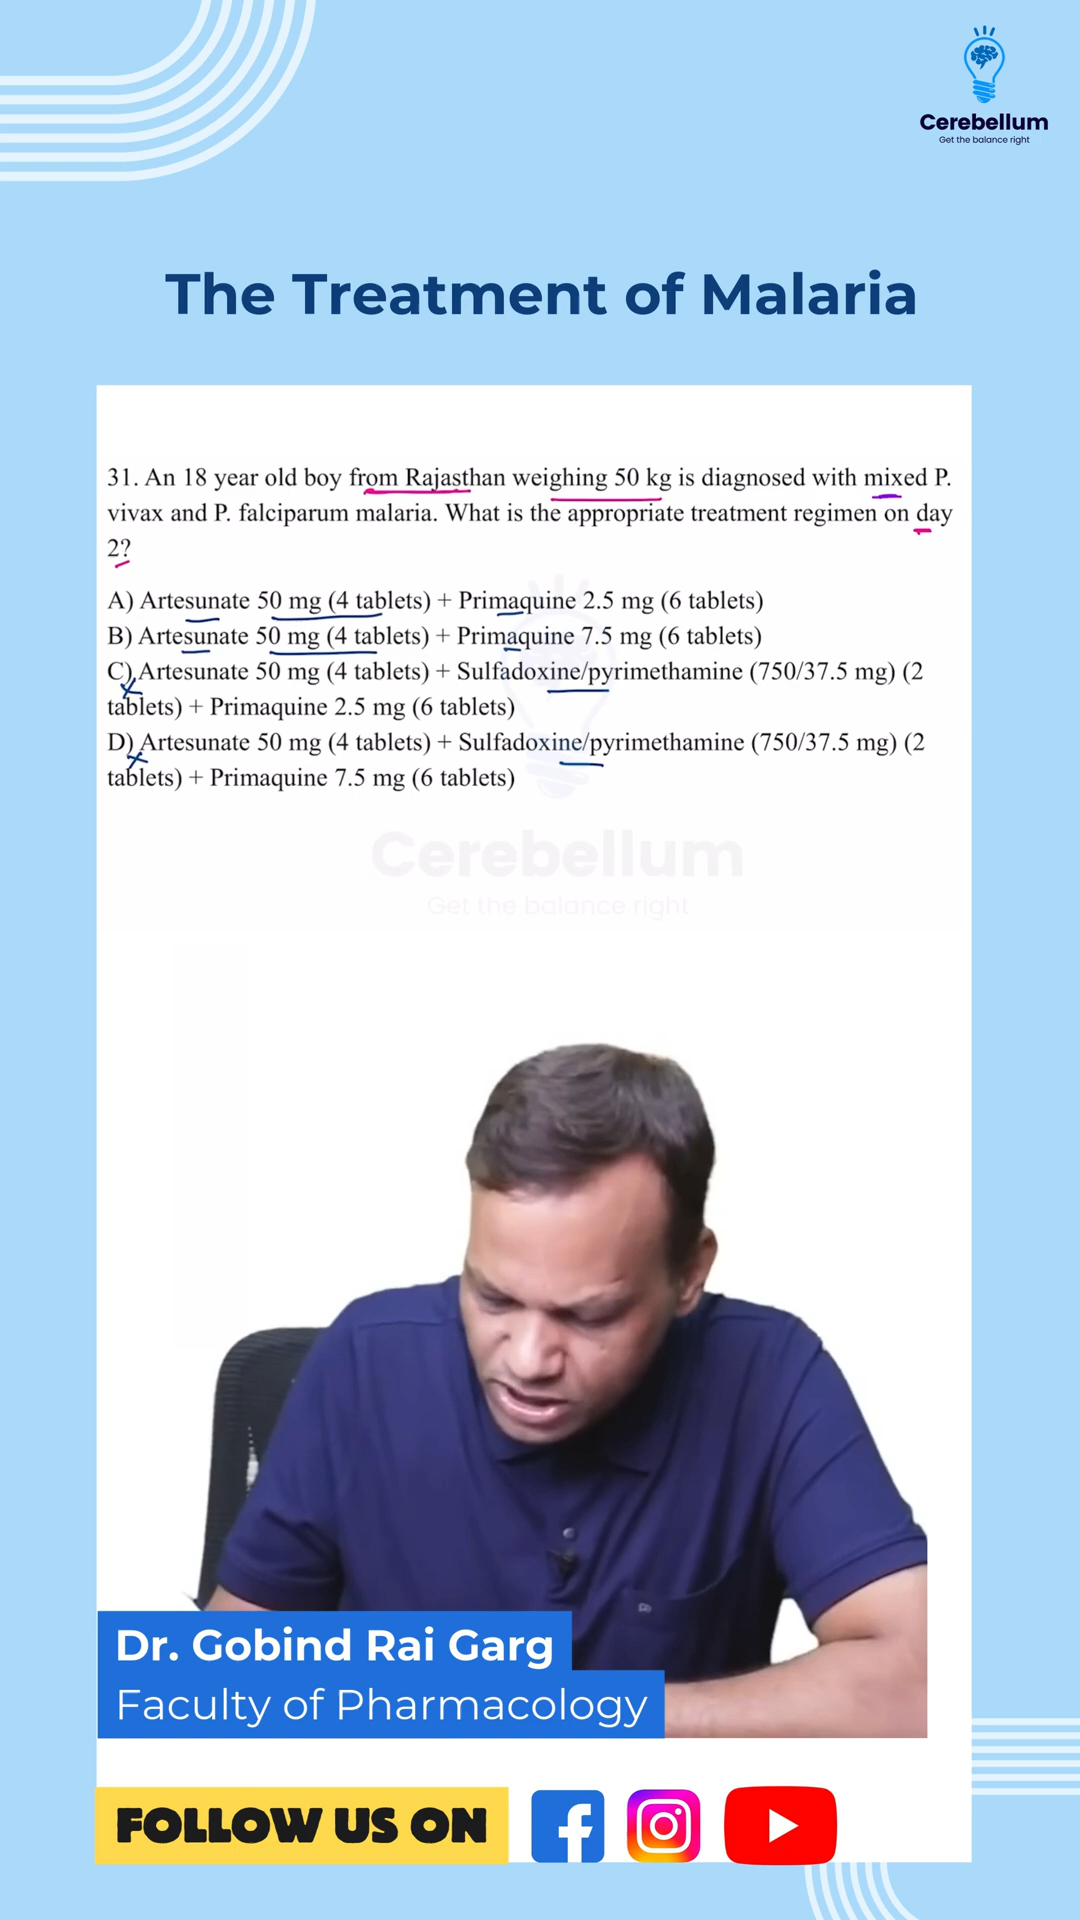 Cerebellum
Get the balance right
The Treatment of Malaria
31. An 18 year old boy from Rajasthan weighing 50 kg is diagnosed with mixed P.
vivax and P. falciparum malaria. What is the appropriate treatment regimen on day
2?
A) Artesunate 50 mg (4 tablets) + Primaquine 2.5 mg (6 tablets)
B) Artesunate 50 mg (4 tablets) + Primaquine 7.5 mg (6 tablets)
C) Artesunate 50 mg (4 tablets) + Sulfadoxine/pyrimethamine (750/37.5 mg) (2
tablets) + Primaquine 2.5 mg (6 tablets)
D) Artesunate 50 mg (4 tablets) + Sulfadoxine/pyrimethamine (750/37.5 mg) (2
tablets) + Primaquine 7.5 mg (6 tablets)
Cerebellum
Get the balance right
Dr. Gobind Rai Garg
Faculty of Pharmacology
FOLLOW US ON